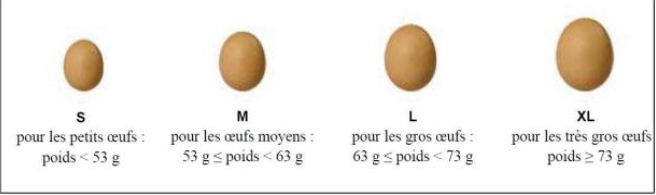 S
pour les petits œufs :
poids < 53 g
M
pour les œufs moyens :
53 g ≤ poids < 63 g
L
pour les gros œufs :
63 g ≤ poids < 73 g
XL
pour les très gros œufs
poids ≥ 73 g